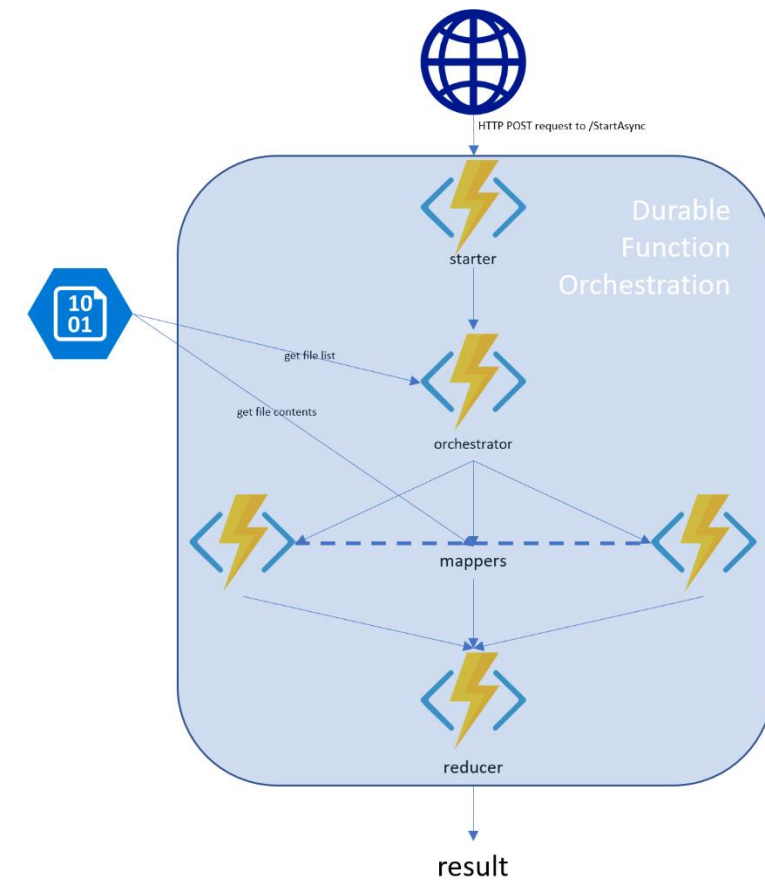 HTTP POST request to /StartAsync
Durable
Function
Orchestration
starter
10
01
get file list
get file contents
orchestrator
mappers
reducer
result